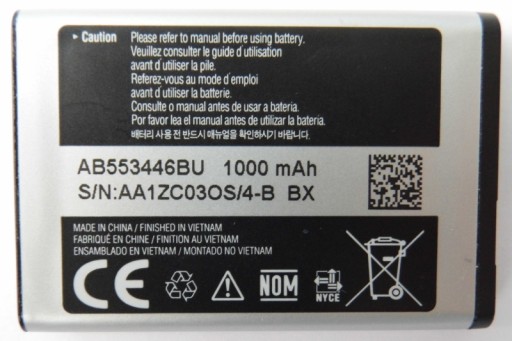 ▸ Caution Please refer to manual before using battery.
Veuillez consulter le guide d'utilisation
avant d'utiliser la pile.
Referez-vous au mode d'emploi
avant d'utiliser la batterie.
Consulte o manual antes de usar a bateria.
Por favor lea el manual antes de utilizar la bateria.
배터리 사용 전 반드시 매뉴얼을 확인하시기 바랍니다.
AB553446BU 1000 mAh
S/N:AA1ZC03OS/4-B BX
MADE IN CHINA / FINISHED IN VIETNAM
FABRIQUÉ EN CHINE / FINITION AU VIETNAM
ENSAMBLADO EN VIETNAM / MONTADO NO VIETNAM
CE NOM NYCE